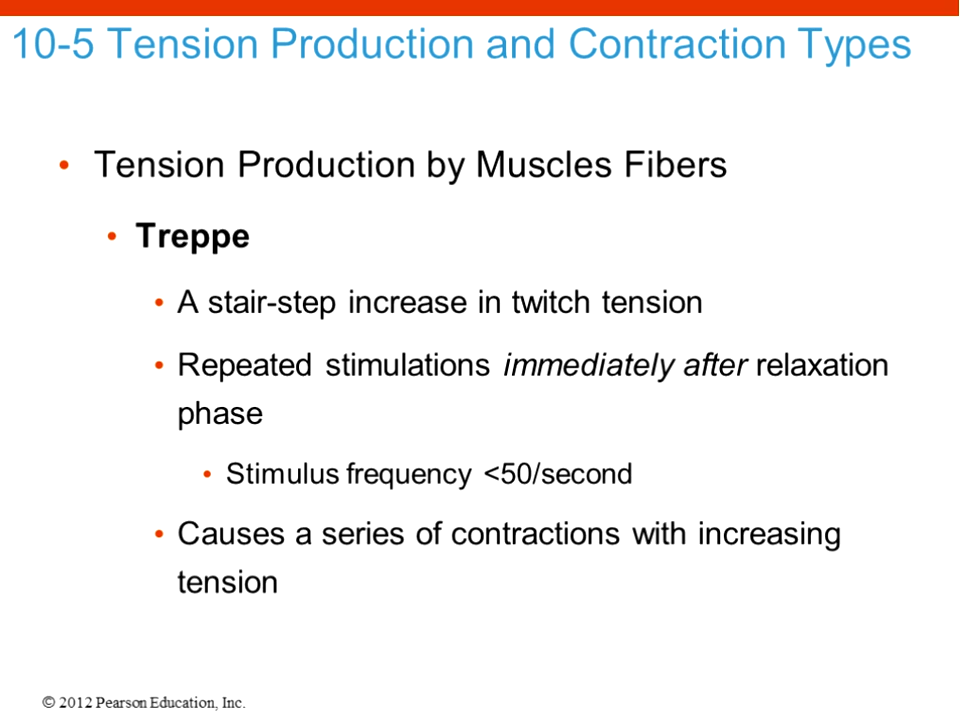 10-5 Tension Production and Contraction Types
• Tension Production by Muscles Fibers
• Treppe
• A stair-step increase in twitch tension
• Repeated stimulations immediately after relaxation
phase
• Stimulus frequency <50/second
• Causes a series of contractions with increasing
tension
© 2012 Pearson Education, Inc.